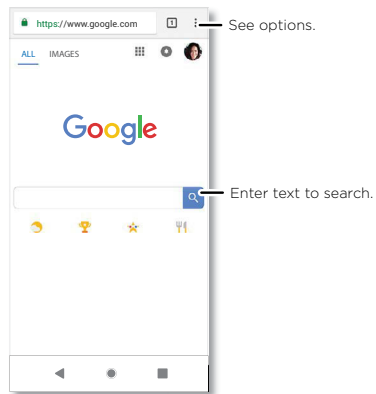 https://www.google.com 1
See options.
ALL IMAGES
Google
Enter text to search.